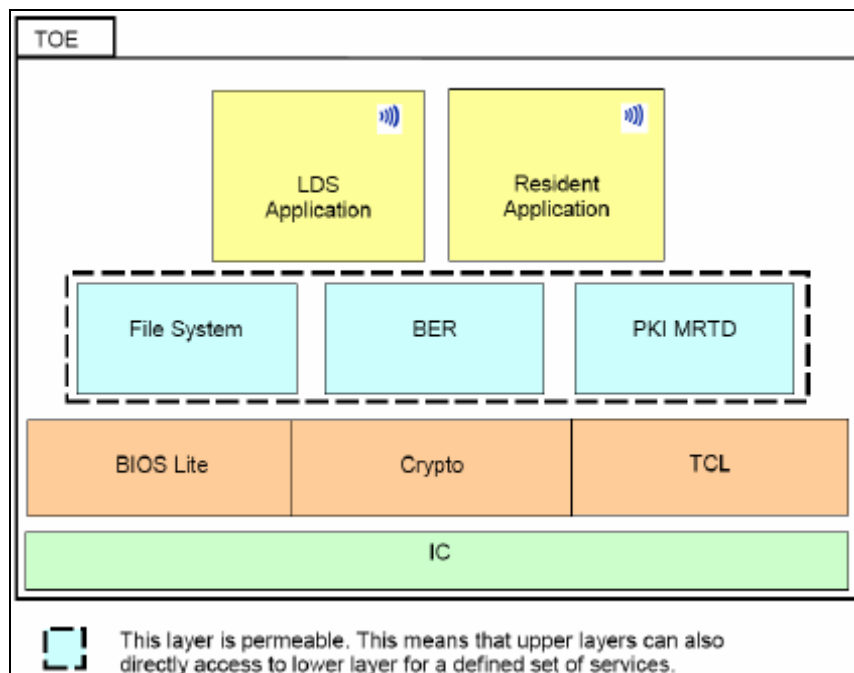 TOE
LDS
Application
Resident
Application
File System
BER
PKI MRTD
BIOS Lite
Crypto
TCL
IC
This layer is permeable. This means that upper layers can also
directly access to lower layer for a defined set of services.